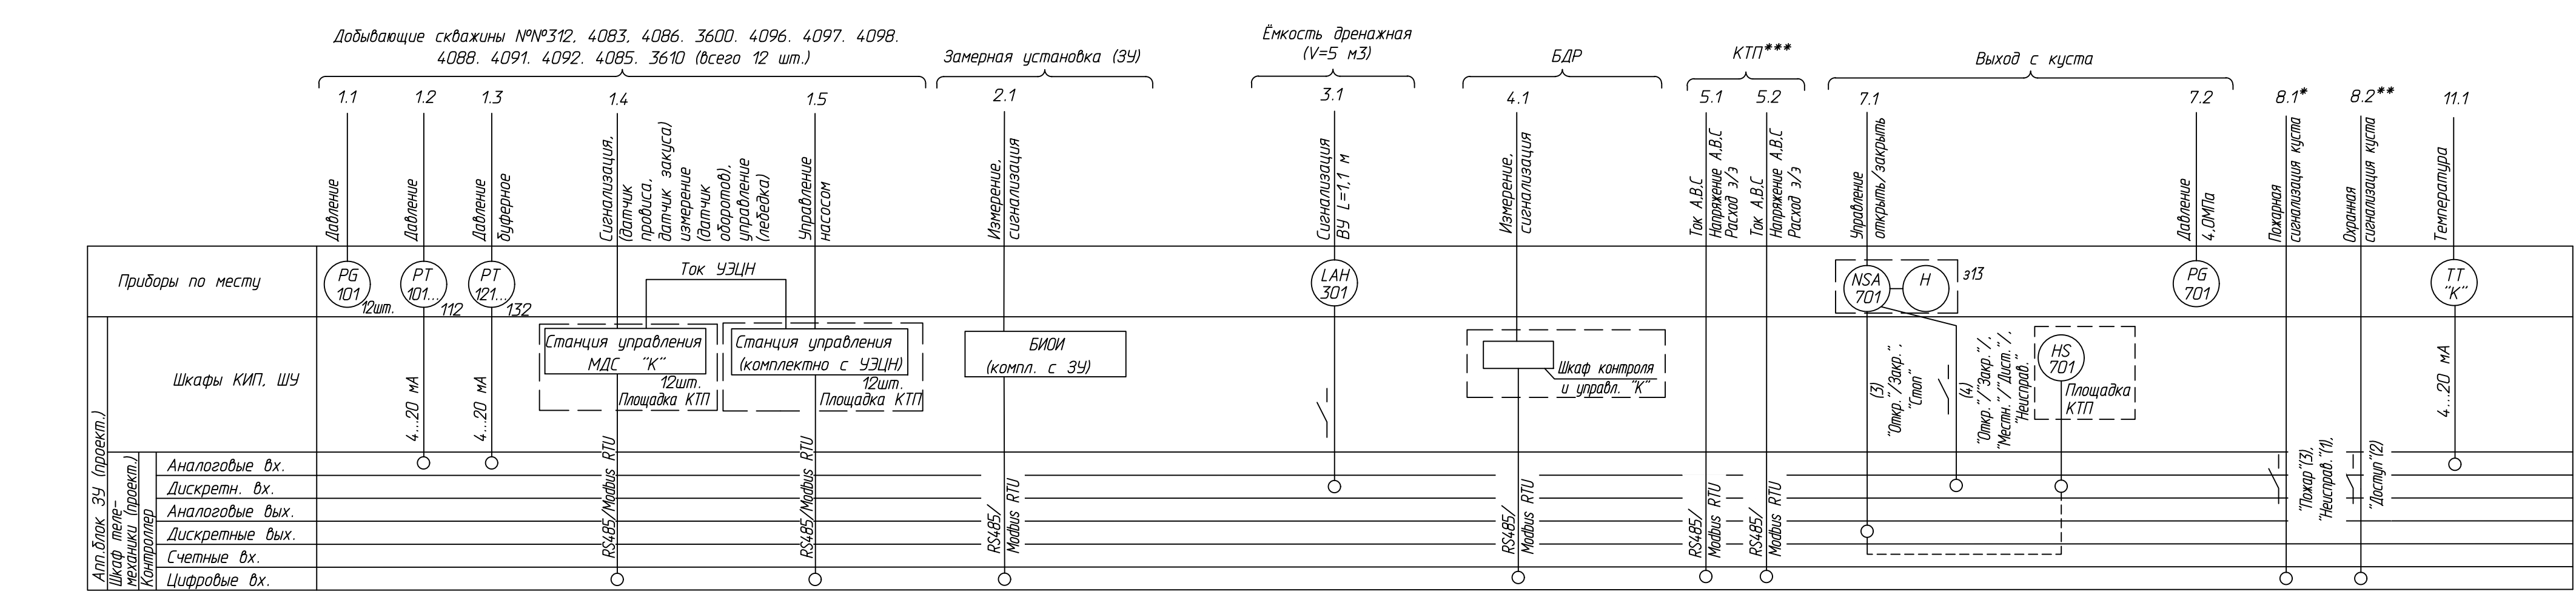 Добывающие скважины №№312, 4083, 4086. 3600. 4096. 4097. 4098.
4088. 4091. 4092. 4085. 3610 (всего 12 шт.)
Замерная установка (ЗУ)
Ёмкость дренажная
(V=5 м3)
БДР
КТП***
Выход с куста
1.1
1.2
1.3
1.4
1.5
2.1
3.1
4.1
5.1
5.2
7.1
7.2
8.1*
8.2**
11.1
Давление
Давление
Давление
буферное
Сигнализация,
(датчик
провиса,
датчик закуса)
измерение
(датчик
оборотов),
управление
(лебедка)
Управление
насосом
Измерение,
сигнализация
Сигнализация
ВУ L=1,1 м
Измерение,
сигнализация
Ток А,В,С
Напряжение А,В,С
Расход э/э
Ток А,В,С
Напряжение А,В,С
Расход э/э
Управление
открыть/закрыть
Давление
4,0МПа
Пожарная
сигнализация куста
Охранная
сигнализация куста
Температура
Приборы по месту
PG
101
12шт.
PT
101...
112
PT
121...
132
Ток УЭЦН
LAH
301
NSA
701
H
з13
PG
701
TT
"К"
Шкафы КИП, ШУ
4...20 мА
4...20 мА
Станция управления
МДС "К"
12шт.
Площадка КТП
Станция управления
(комплектно с УЭЦН)
12шт.
Площадка КТП
БИОИ
(компл. с ЗУ)
Шкаф контроля
и управл. "К"
(3)
"Откр."/"Закр.",
"Стоп"
(4)
"Откр."/"Закр."/,
"Местн."/"Дист."/,
"Неисправ."
HS
701
Площадка
КТП
4...20 мА
Апп.блок ЗУ (проект.)
Шкаф теле-
механики (проект.)
Контроллер
Аналоговые вх.
Дискретн. вх.
Аналоговые вых.
Дискретные вых.
Счетные вх.
Цифровые вх.
RS485/Modbus RTU
RS485/Modbus RTU
RS485/
Modbus RTU
RS485/
Modbus RTU
RS485/
Modbus RTU
RS485/
Modbus RTU
"Пожар"(3),
"Неисправ."(1),
"Доступ"(2)